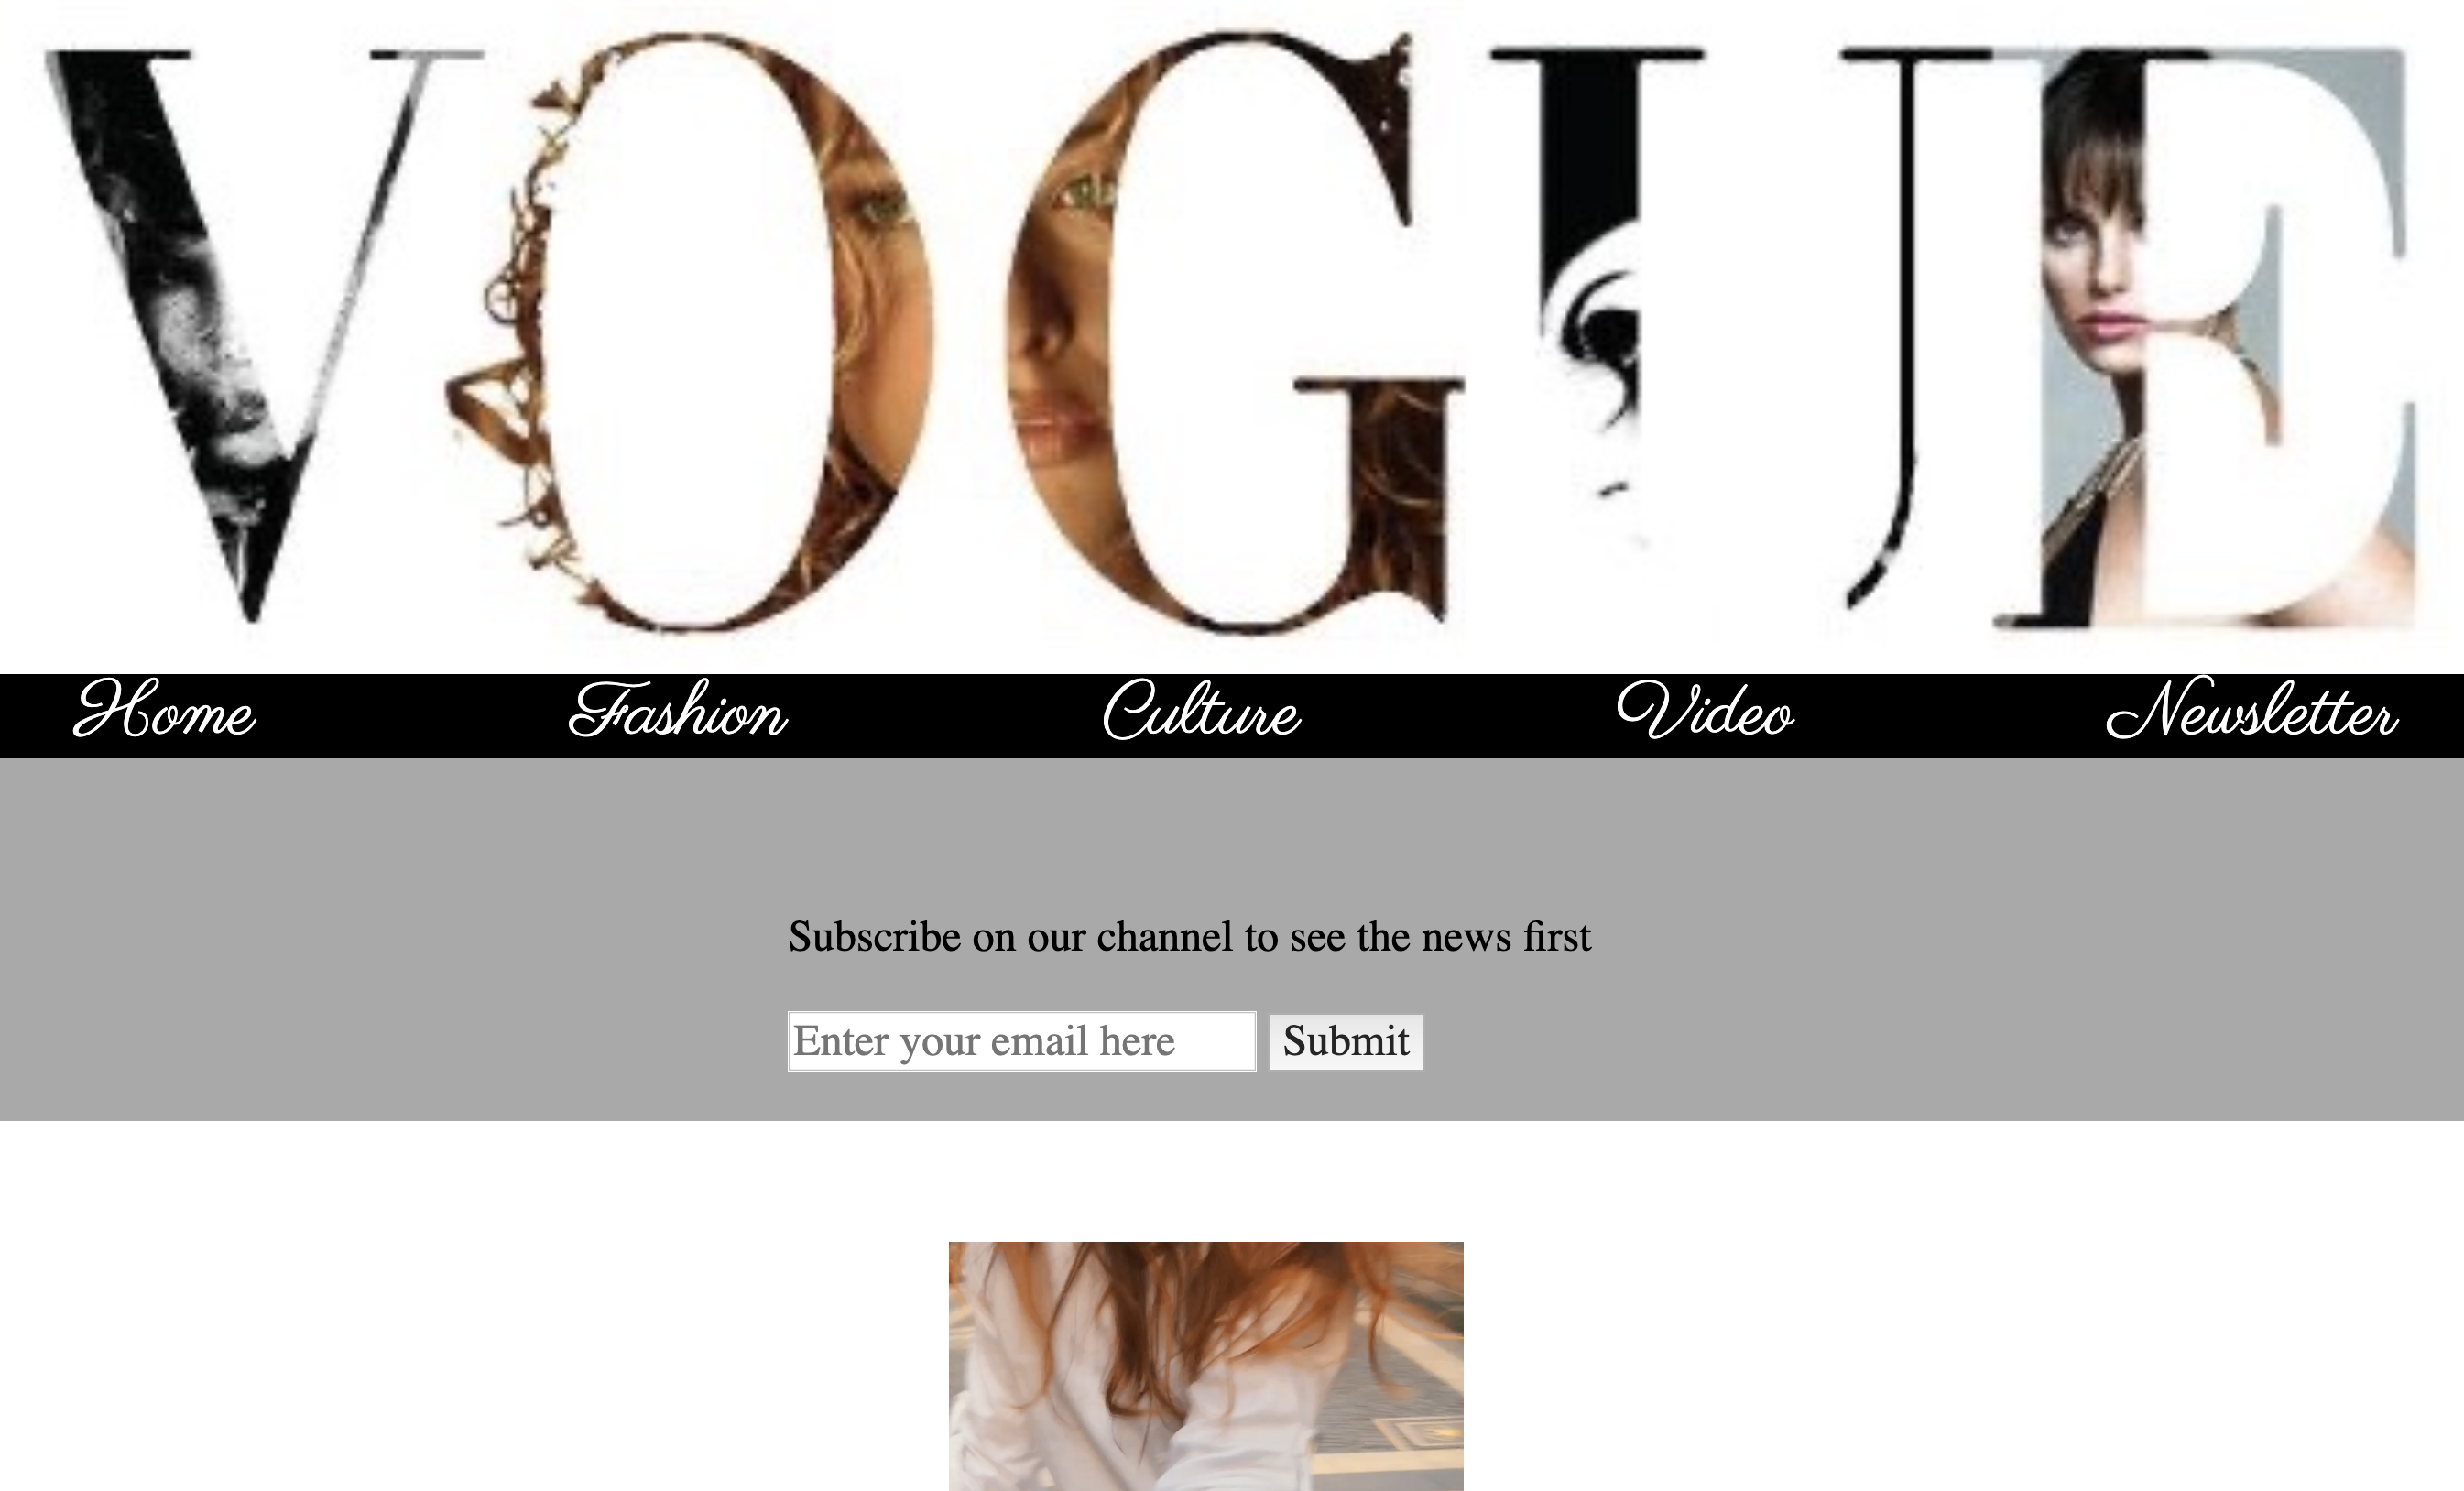 VOGUE
Home Fashion Culture Video Newsletter
Subscribe on our channel to see the news first
Enter your email here Submit